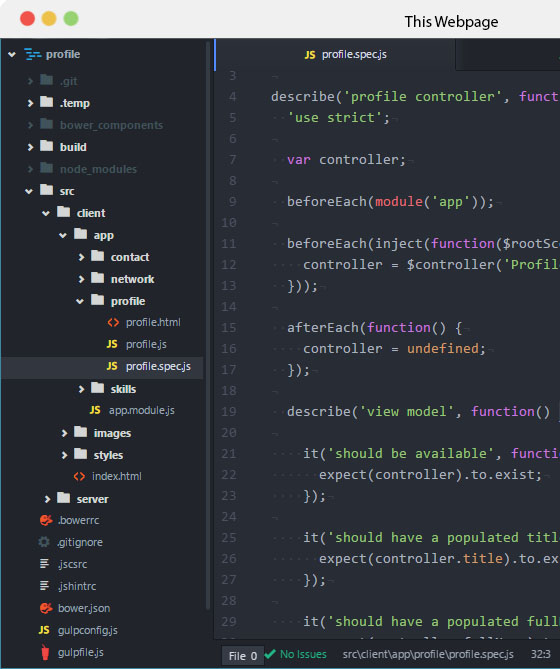 This Webpage
profile
.git
.temp
bower_components
build
node_modules
src
client
app
contact
network
profile
<> profile.html
JS profile.js
JS profile.spec.js
skills
JS app.module.js
images
styles
<> index.html
server
.bowerrc
.gitignore
.jscsrc
.jshintrc
bower.json
JS gulpconfig.js
gulpfile.js
JS profile.spec.js
3 ¬
4 describe('profile controller', funct
5 'use strict';¬
6 ¬
7 var controller;¬
8 ¬
9 beforeEach(module('app'));¬
10 ¬
11 beforeEach(inject(function($rootSc
12 controller = $controller('Profil
13 }));¬
14 ¬
15 afterEach(function() {¬
16 controller = undefined;¬
17 });¬
18 ¬
19 describe('view model', function()
20 ¬
21 it('should be available', functi
22 expect(controller).to.exist;¬
23 });¬
24 ¬
25 it('should have a populated titl
26 expect(controller.title).to.ex
27 });¬
28 ¬
29 it('should have a populated full
File 0 ✓ No Issues src\client\app\profile\profile.spec.js 32:3